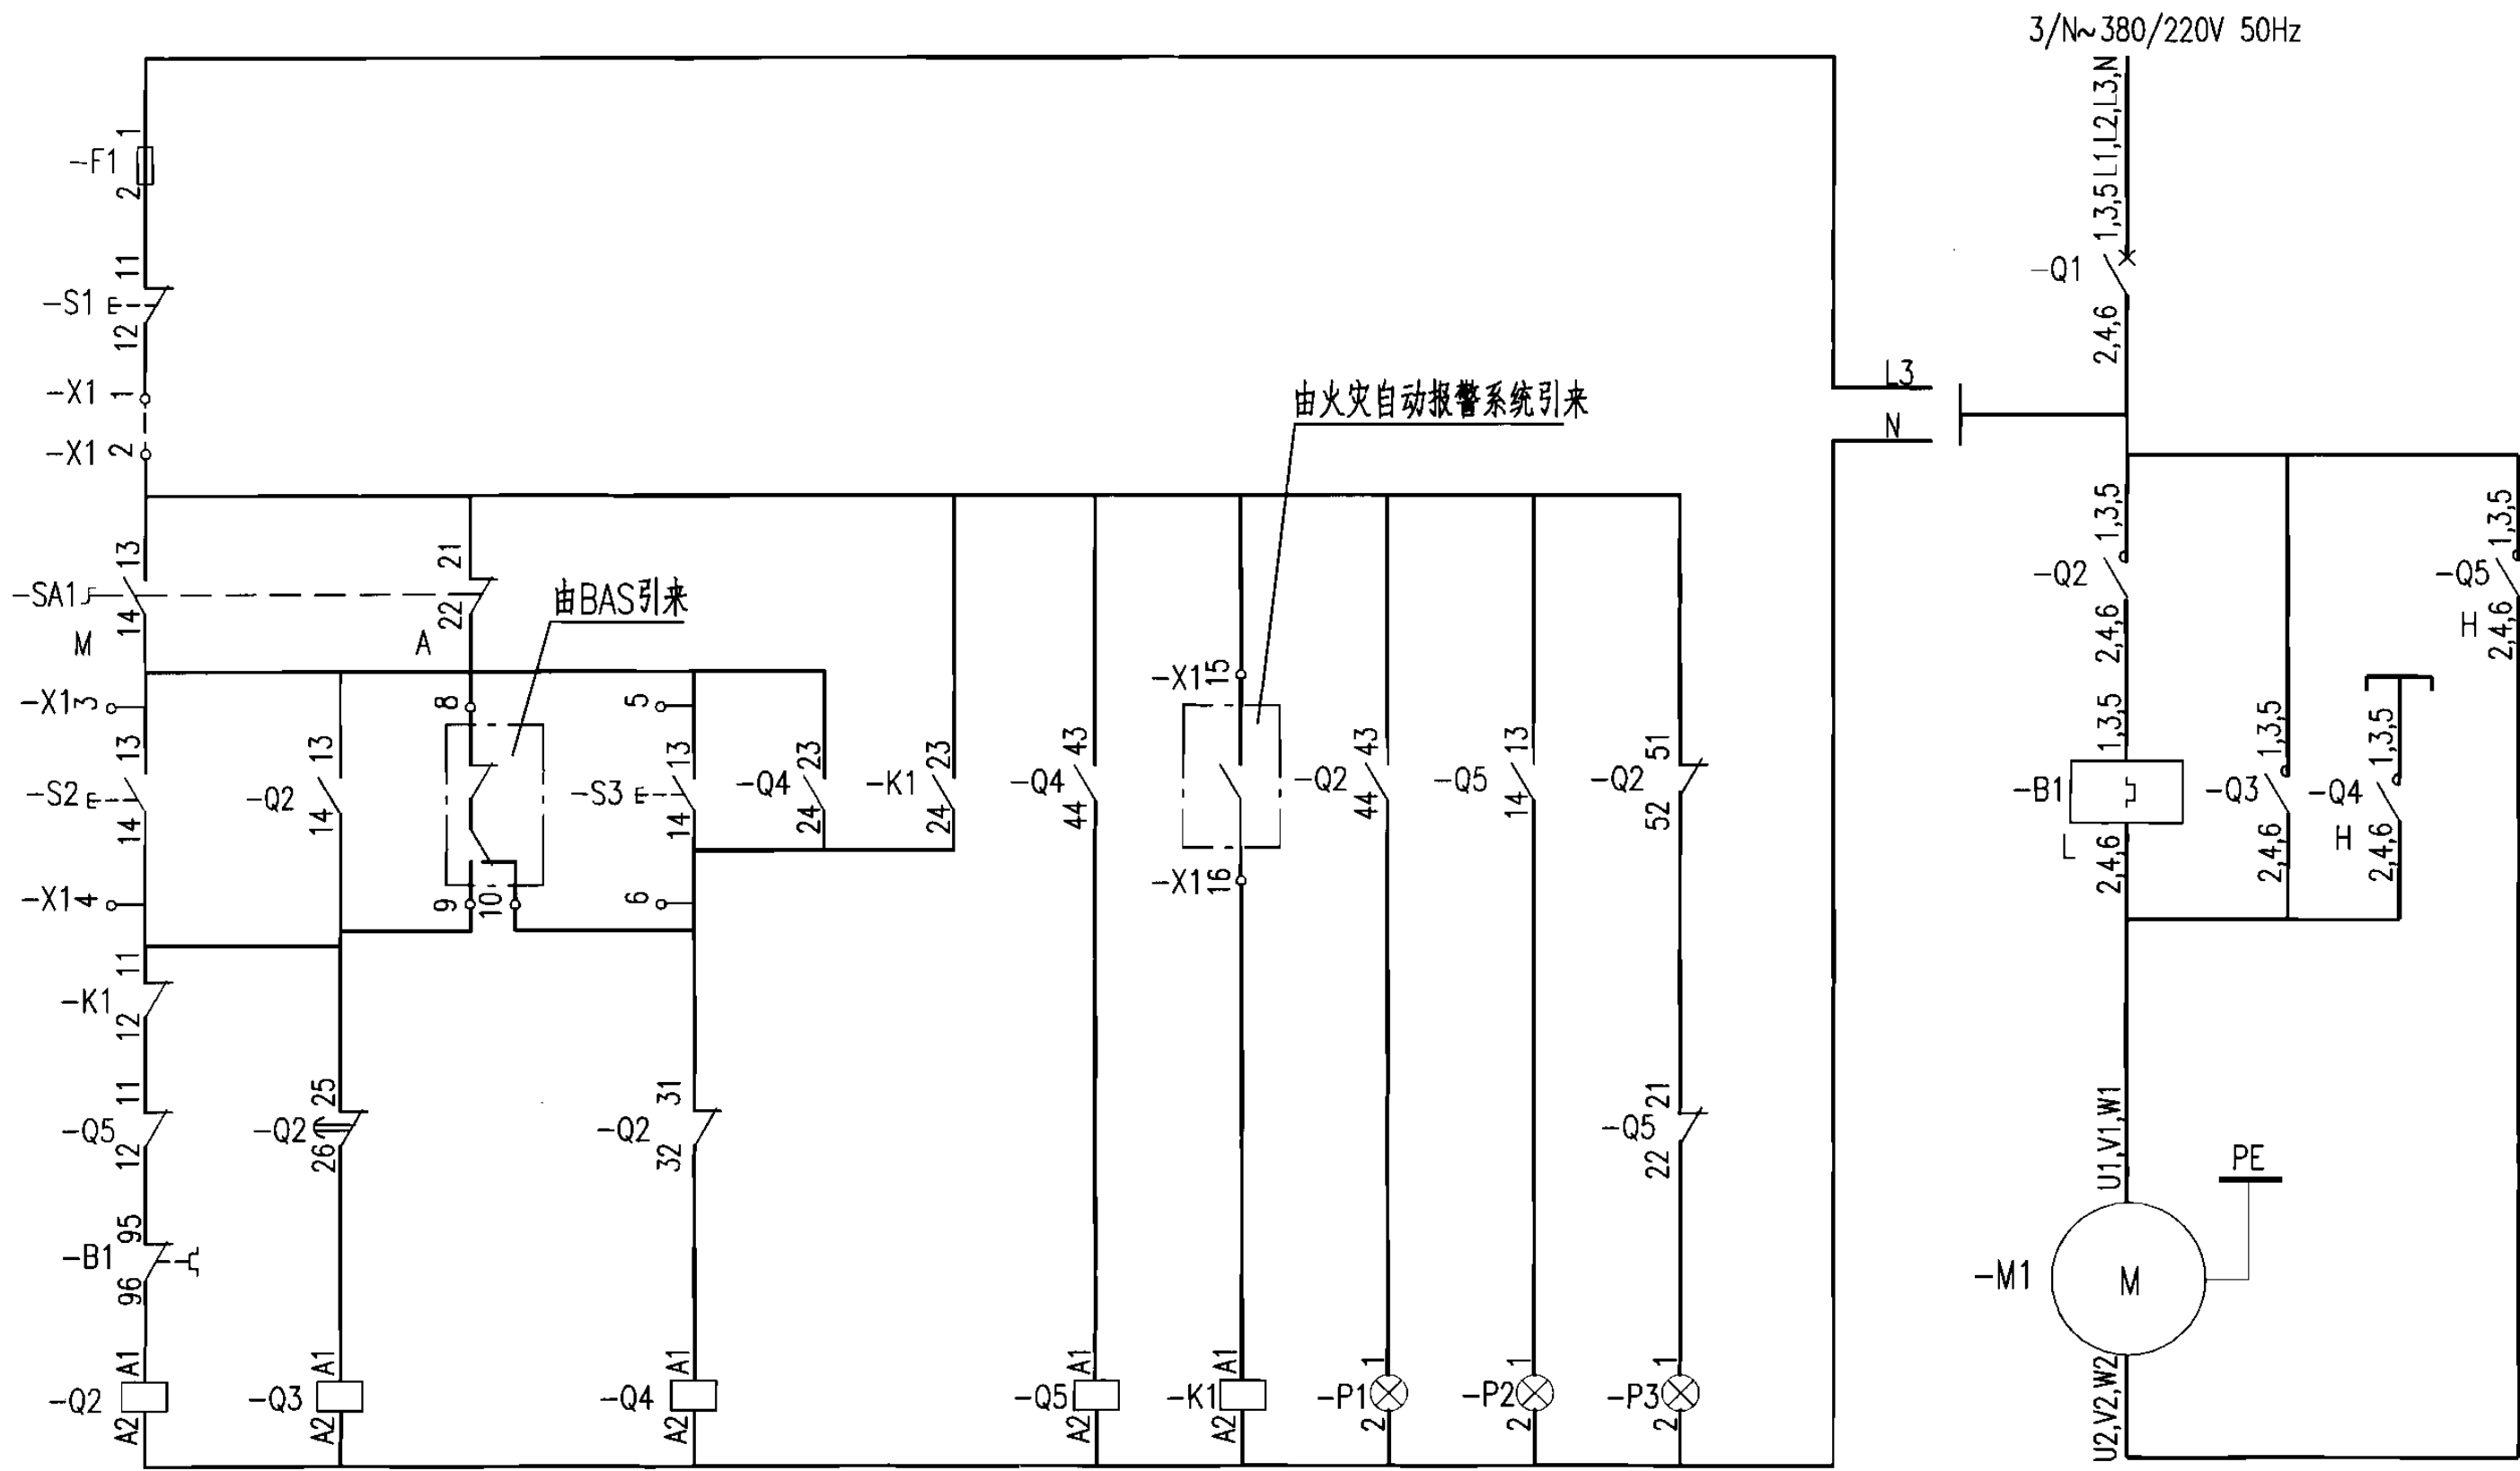 3/N~380/220V 50Hz
L1,L2,L3,N
1,3,5
-Q1
2,4,6
1
-F1
2
11
-S1
12
-X1 1
-X1 2
L3
N
由火灾自动报警系统引来
13
-SA1
14
M
21
22
A
由BAS引来
-X1 3
8
5
-X1 15
13
-S2
14
13
-Q2
14
13
-S3
14
23
-Q4
24
23
-K1
24
43
-Q4
44
43
-Q2
44
13
-Q5
14
51
-Q2
52
-X1 4
9
10
6
-X1 16
11
-K1
12
11
-Q5
12
25
-Q2
26
31
-Q2
32
21
-Q5
22
95
-B1
96
A1
-Q2
A2
A1
-Q3
A2
A1
-Q4
A2
A1
-Q5
A2
A1
-K1
A2
1
-P1
2
1
-P2
2
1
-P3
2
1,3,5
-Q2
2,4,6
1,3,5
-Q5
H
2,4,6
1,3,5
-B1
L
2,4,6
1,3,5
-Q3
2,4,6
1,3,5
-Q4
H
2,4,6
U1,V1,W1
PE
-M1
M
U2,V2,W2